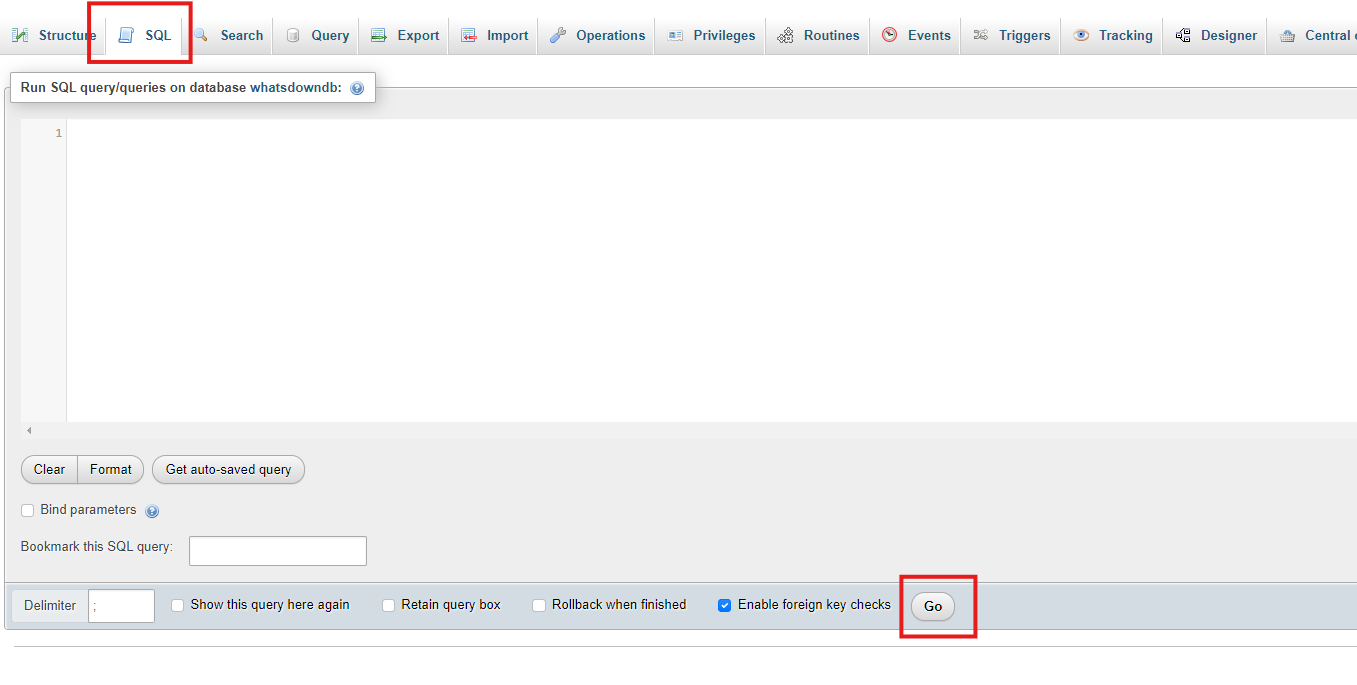 Structure SQL Search Query Export Import Operations Privileges Routines Events Triggers Tracking Designer Central
Run SQL query/queries on database whatsdowndb:
1
Clear Format Get auto-saved query
Bind parameters
Bookmark this SQL query:
Delimiter ; Show this query here again Retain query box Rollback when finished Enable foreign key checks Go